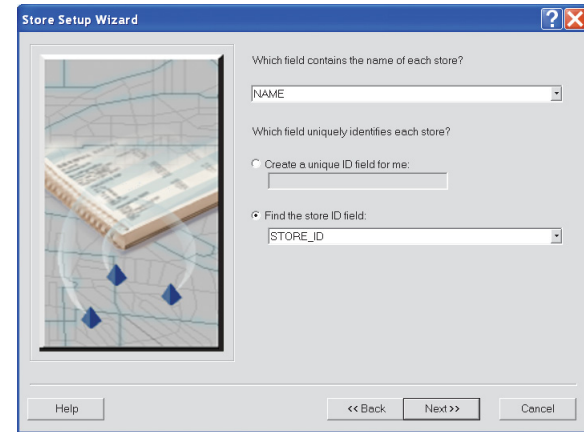 Store Setup Wizard
?
Which field contains the name of each store?
NAME
Which field uniquely identifies each store?
Create a unique ID field for me:
Find the store ID field:
STORE_ID
Help
<< Back
Next >>
Cancel